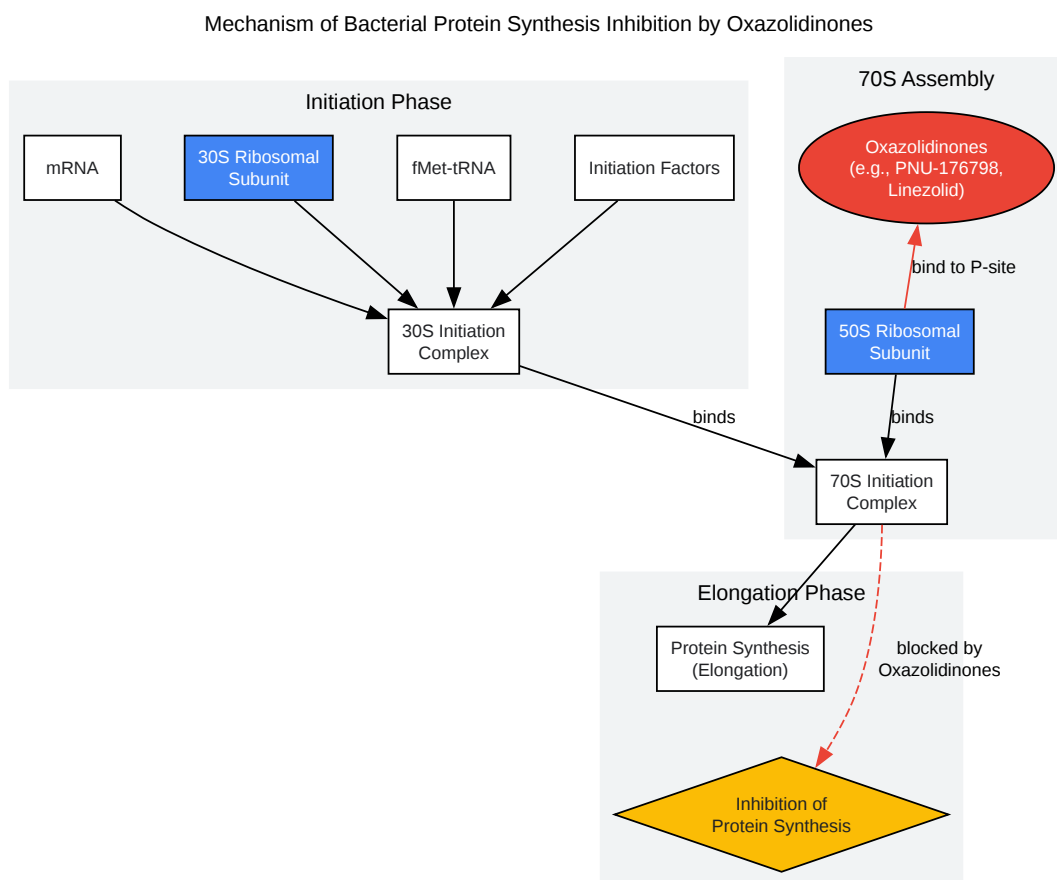 Mechanism of Bacterial Protein Synthesis Inhibition by Oxazolidinones
70S Assembly
Initiation Phase
mRNA
30S Ribosomal
Subunit
fMet-tRNA
Initiation Factors
Oxazolidinones
(e.g., PNU-176798,
Linezolid)
bind to P-site
30S Initiation
Complex
50S Ribosomal
Subunit
binds
binds
70S Initiation
Complex
Elongation Phase
Protein Synthesis
(Elongation)
blocked by
Oxazolidinones
Inhibition of
Protein Synthesis